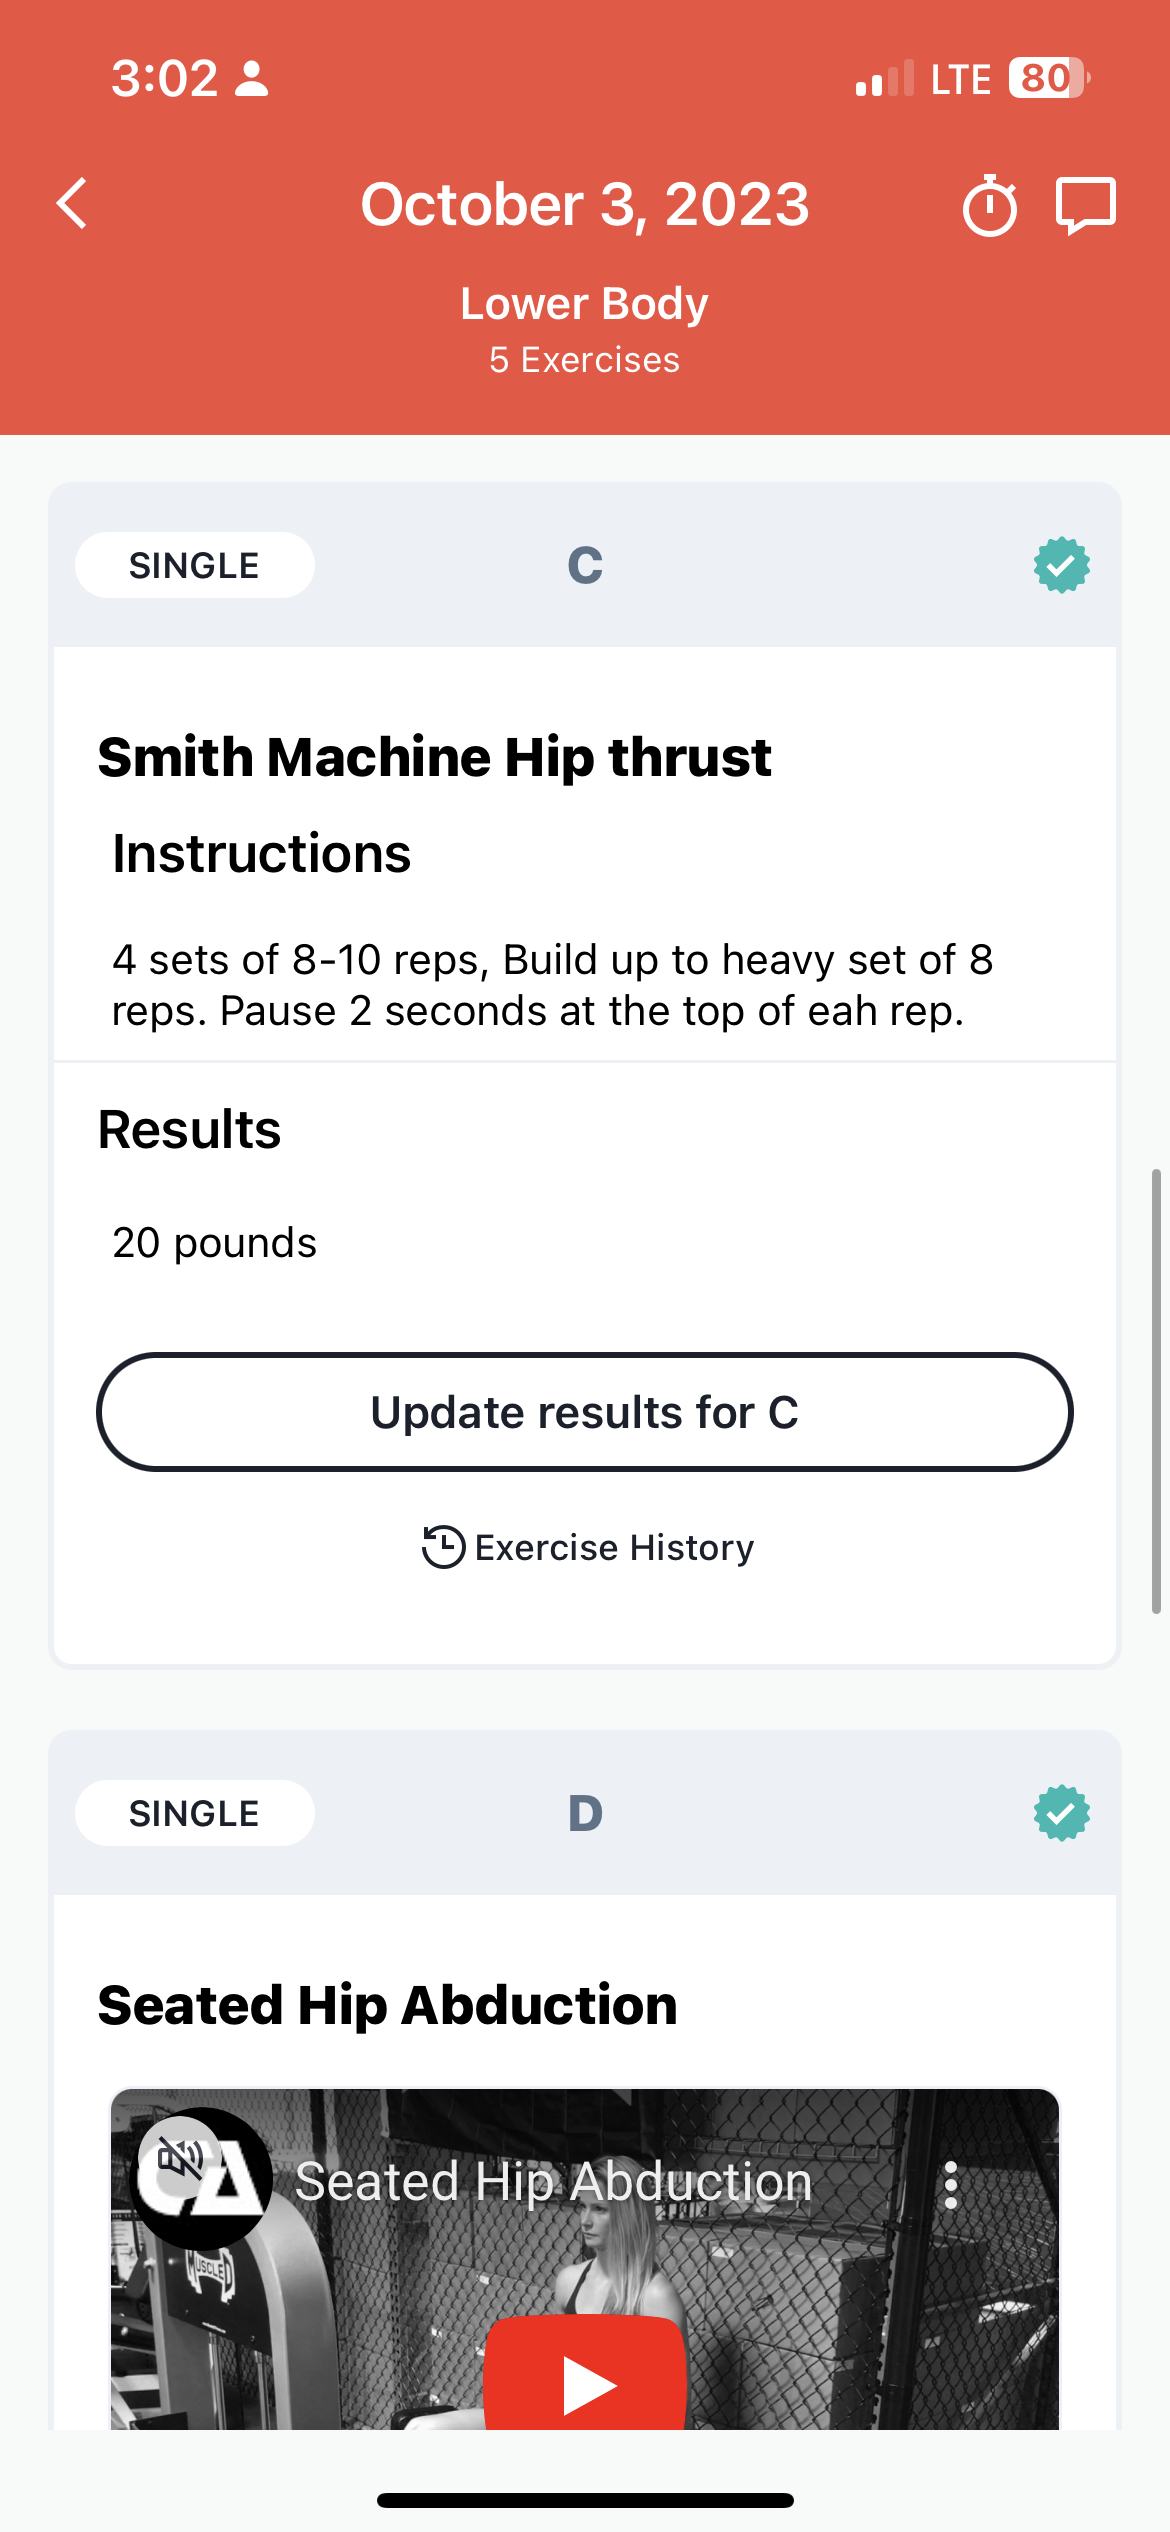 3:02
LTE 80
October 3, 2023
Lower Body
5 Exercises
SINGLE
C
Smith Machine Hip thrust
Instructions
4 sets of 8-10 reps, Build up to heavy set of 8
reps. Pause 2 seconds at the top of eah rep.
Results
20 pounds
Update results for C
Exercise History
SINGLE
D
Seated Hip Abduction
CA
Seated Hip Abduction
MUSCLED